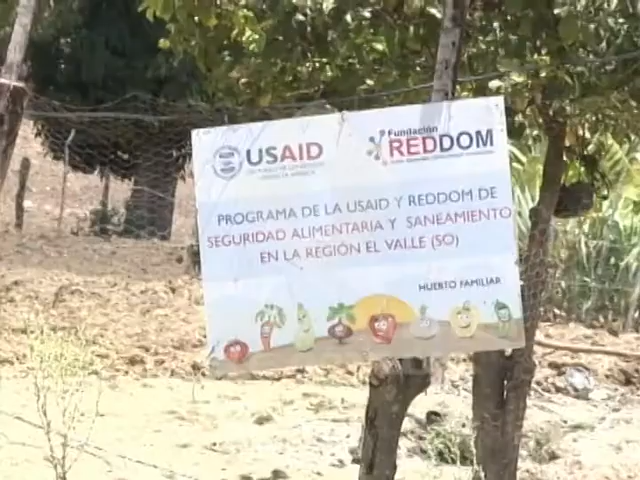 USAID
Fundación
REDDOM
PROGRAMA DE LA USAID Y REDDOM DE
SEGURIDAD ALIMENTARIA Y SANEAMIENTO
EN LA REGIÓN EL VALLE (SO)
HUERTO FAMILIAR